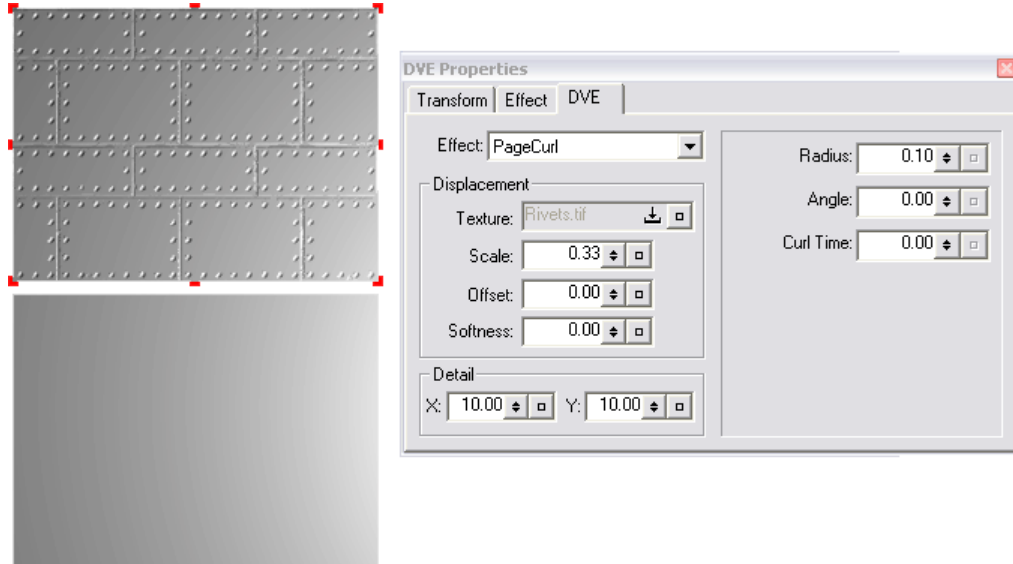 DVE Properties
Transform Effect DVE
Effect: PageCurl
Displacement
Texture: Rivets.tif
Scale: 0.33
Offset: 0.00
Softness: 0.00
Detail
X: 10.00 Y: 10.00
Radius: 0.10
Angle: 0.00
Curl Time: 0.00